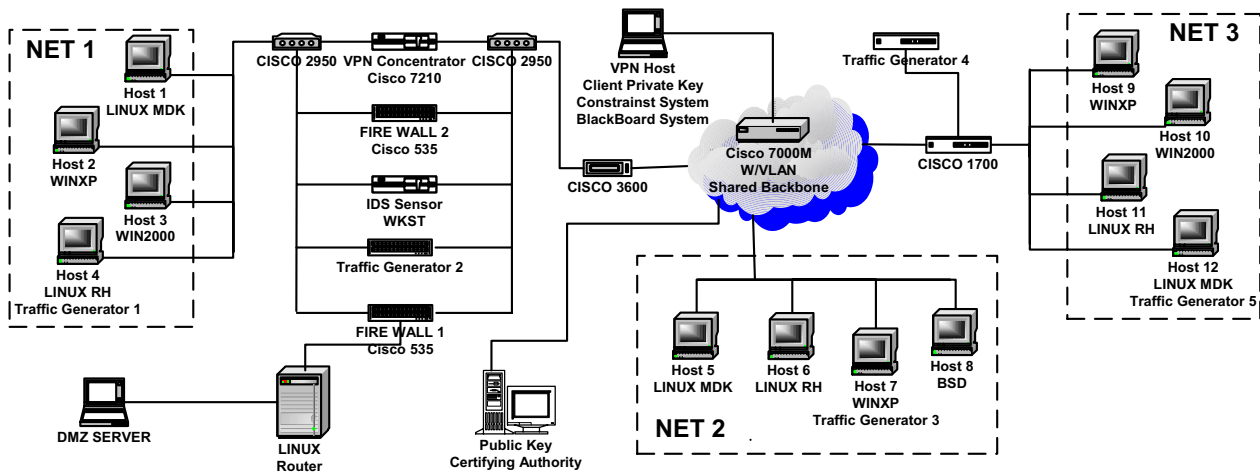 NET 1
Host 1
LINUX MDK
Host 2
WINXP
Host 3
WIN2000
Host 4
LINUX RH
Traffic Generator 1
CISCO 2950
VPN Concentrator
Cisco 7210
CISCO 2950
FIRE WALL 2
Cisco 535
IDS Sensor
WKST
Traffic Generator 2
FIRE WALL 1
Cisco 535
DMZ SERVER
LINUX
Router
Public Key
Certifying Authority
CISCO 3600
VPN Host
Client Private Key
Constrainst System
BlackBoard System
Cisco 7000M
W/VLAN
Shared Backbone
Traffic Generator 4
CISCO 1700
NET 3
Host 9
WINXP
Host 10
WIN2000
Host 11
LINUX RH
Host 12
LINUX MDK
Traffic Generator 5
Host 5
LINUX MDK
Host 6
LINUX RH
Host 7
WINXP
Traffic Generator 3
Host 8
BSD
NET 2